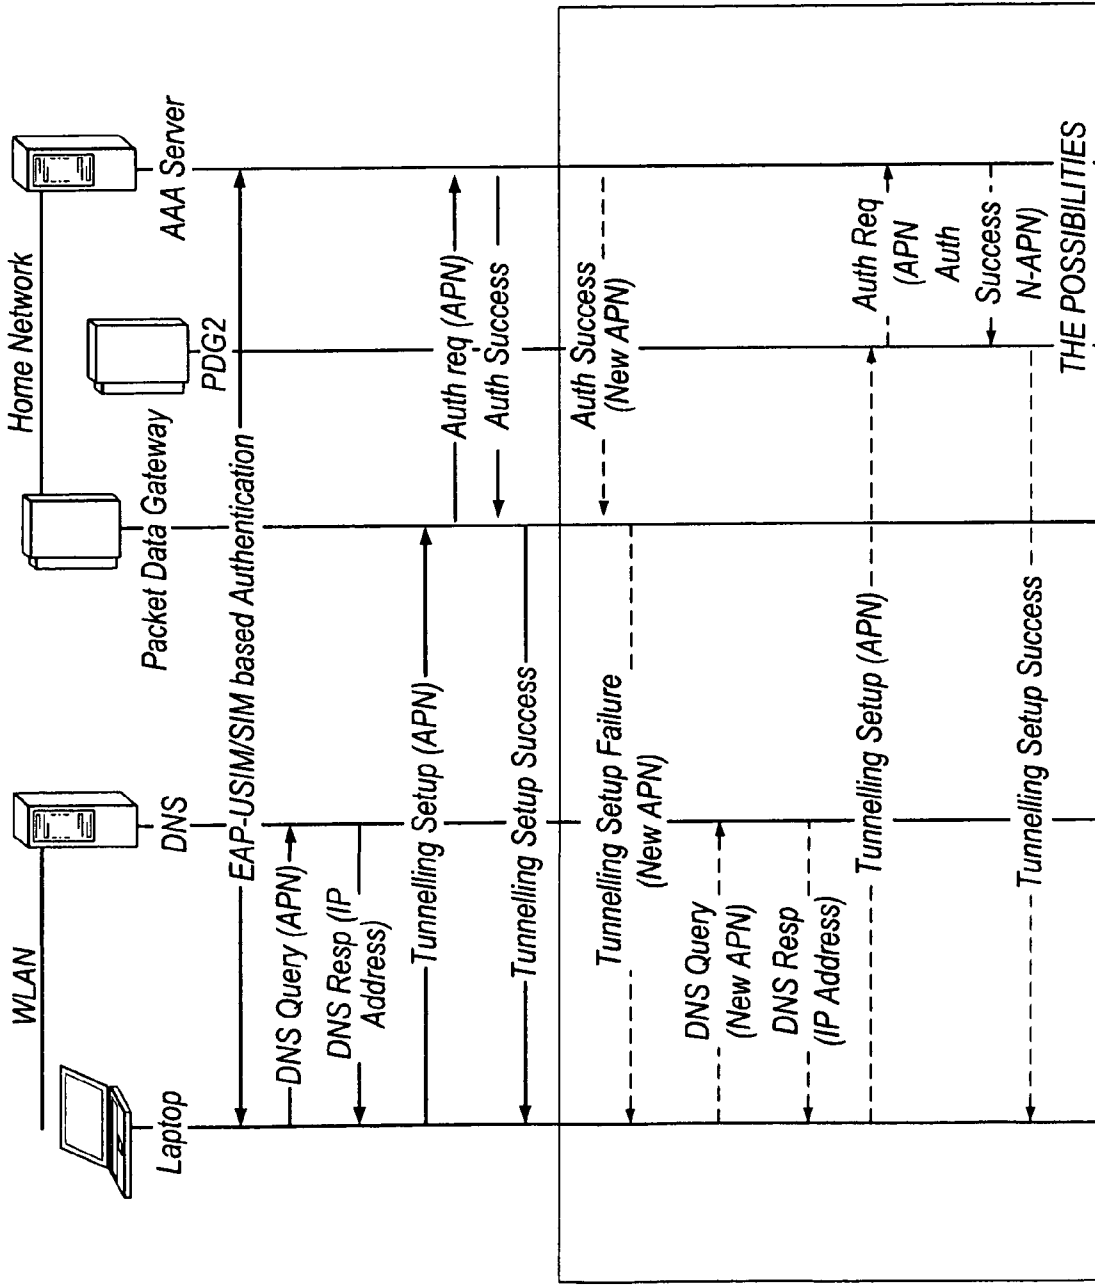 WLAN
Home Network
Laptop
DNS
Packet Data Gateway
PDG2
AAA Server
EAP-USIM/SIM based Authentication
DNS Query (APN)
DNS Resp (IP
Address)
Tunnelling Setup (APN)
Auth req (APN)
Auth Success
Tunnelling Setup Success
Auth Success
(New APN)
Tunnelling Setup Failure
(New APN)
DNS Query
(New APN)
DNS Resp
(IP Address)
Tunnelling Setup (APN)
Auth Req
(APN
Auth
Success
N-APN)
Tunnelling Setup Success
THE POSSIBILITIES